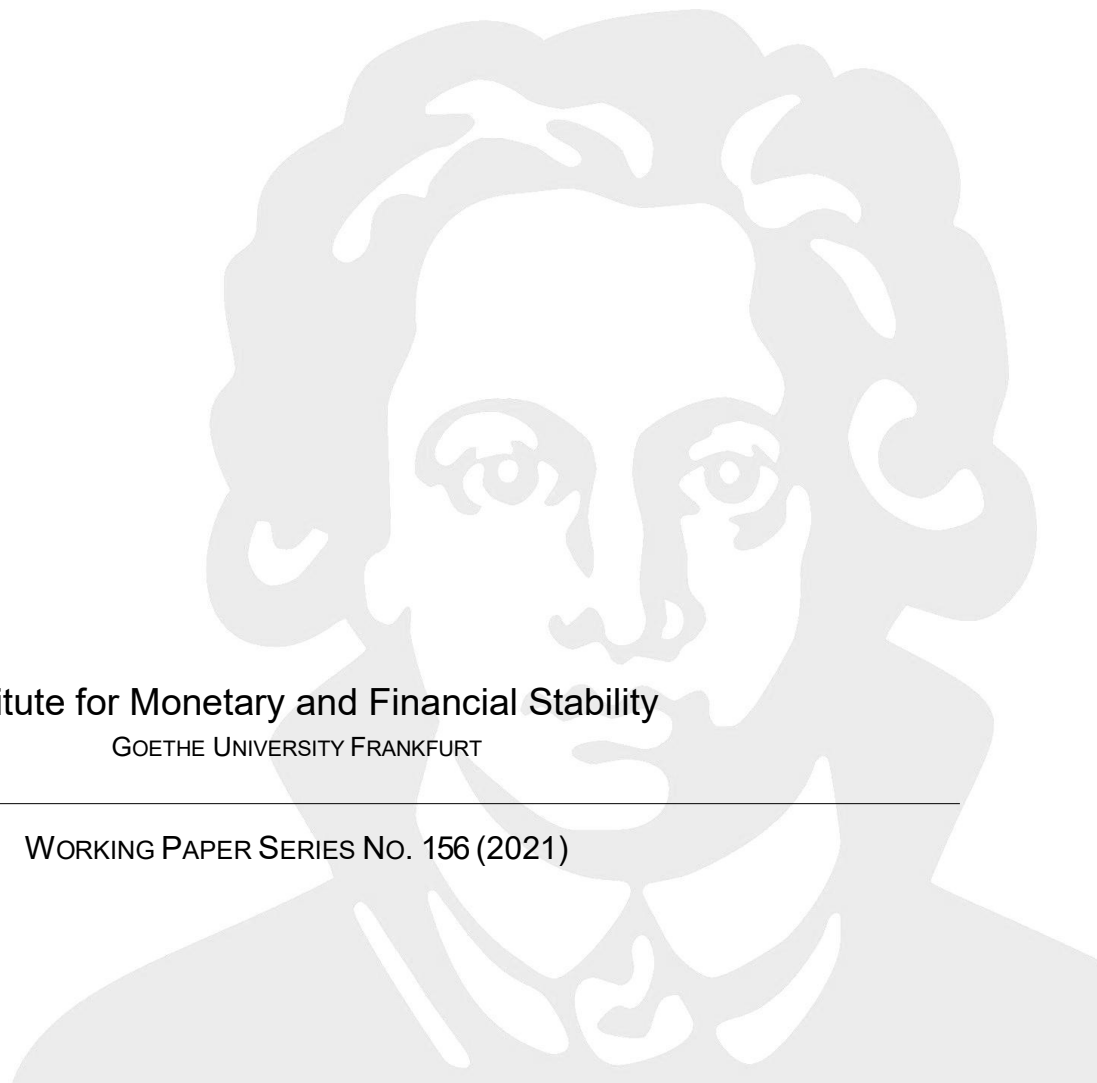 itute for Monetary and Financial Stability
GOETHE UNIVERSITY FRANKFURT
WORKING PAPER SERIES NO. 156 (2021)